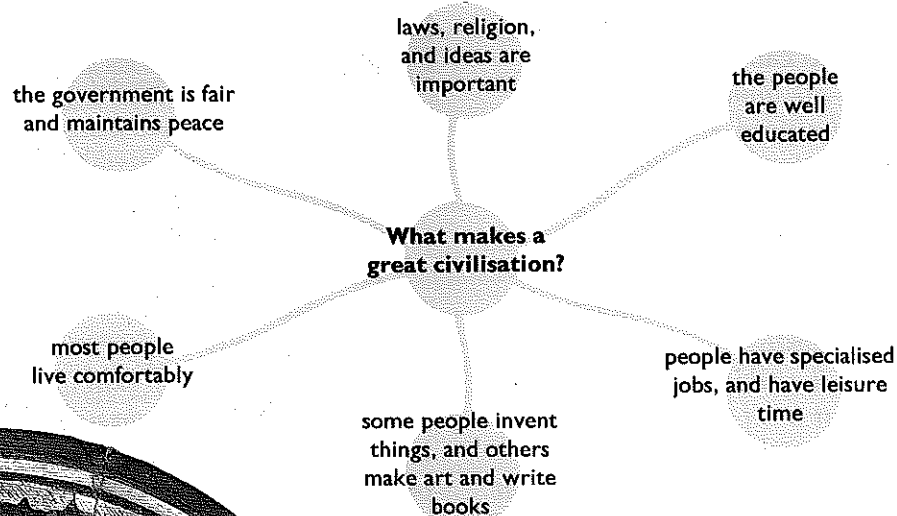 laws, religion,
and ideas are
important
the government is fair
and maintains peace
the people
are well
educated
What makes a
great civilisation?
most people
live comfortably
people have specialised
jobs, and have leisure
time
some people invent
things, and others
make art and write
books